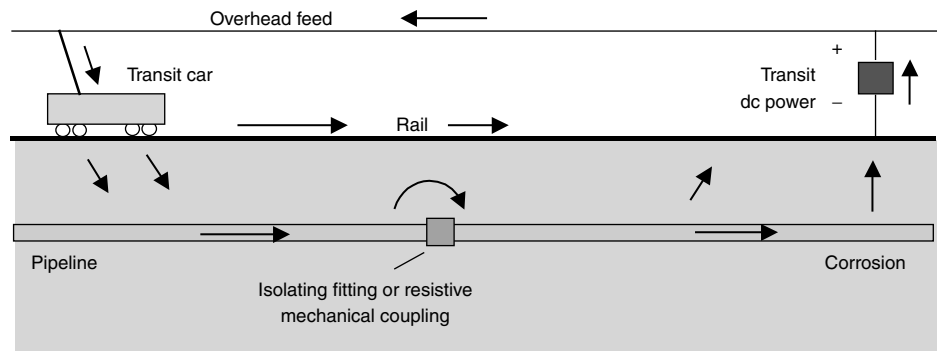 Overhead feed
Transit car
+
Transit
dc power –
Rail
Pipeline
Corrosion
Isolating fitting or resistive
mechanical coupling